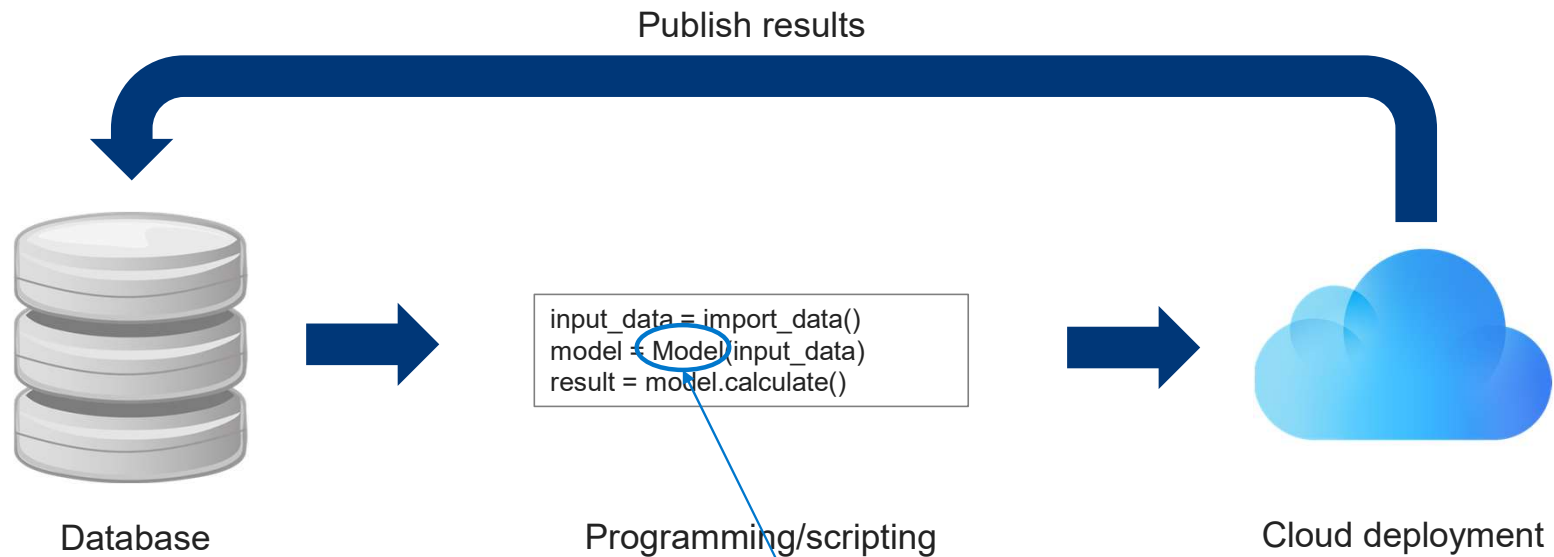 Publish results
input_data = import_data()
model = Model(input_data)
result = model.calculate()
Database
Programming/scripting
Cloud deployment